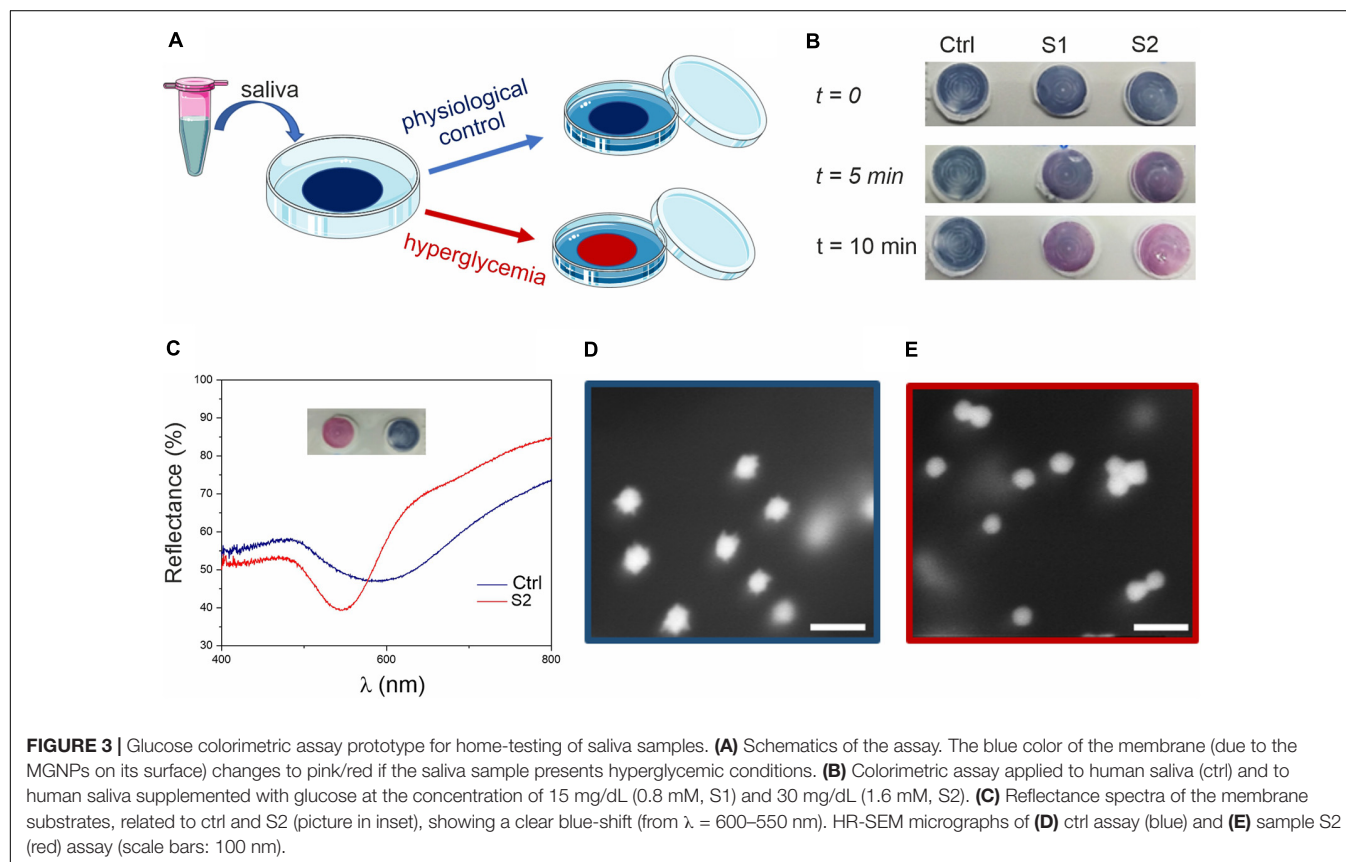 A
saliva
physiological
control
hyperglycemia
B
Ctrl S1 S2
t = 0
t = 5 min
t = 10 min
C
100
90
80
70
60
50
40
30
Reflectance (%)
Ctrl
S2
400 600 800
λ (nm)
D
E
FIGURE 3 | Glucose colorimetric assay prototype for home-testing of saliva samples. (A) Schematics of the assay. The blue color of the membrane (due to the
MGNPs on its surface) changes to pink/red if the saliva sample presents hyperglycemic conditions. (B) Colorimetric assay applied to human saliva (ctrl) and to
human saliva supplemented with glucose at the concentration of 15 mg/dL (0.8 mM, S1) and 30 mg/dL (1.6 mM, S2). (C) Reflectance spectra of the membrane
substrates, related to ctrl and S2 (picture in inset), showing a clear blue-shift (from λ = 600–550 nm). HR-SEM micrographs of (D) ctrl assay (blue) and (E) sample S2
(red) assay (scale bars: 100 nm).